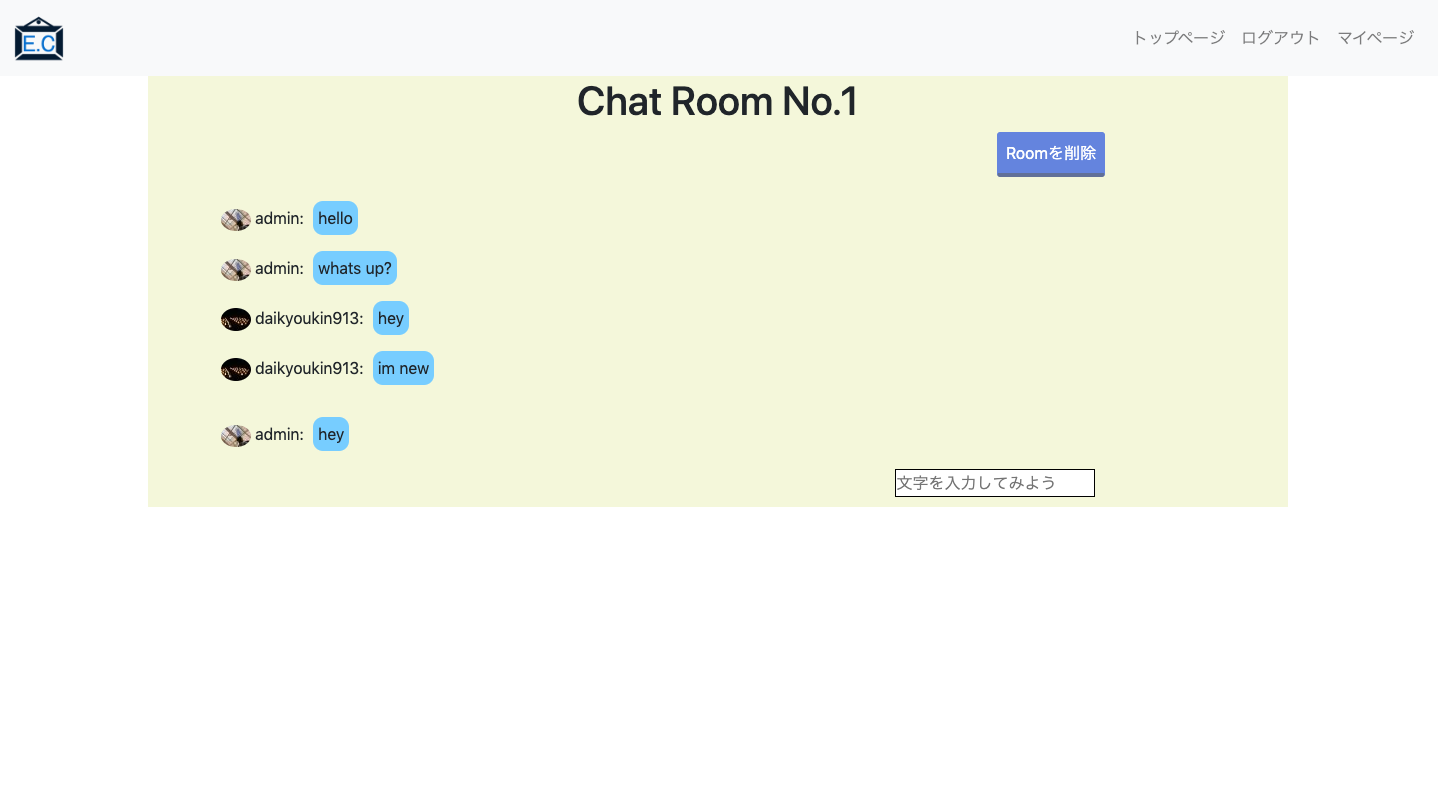 E.C
トップページ ログアウト マイページ
Chat Room No.1
Roomを削除
admin: hello
admin: whats up?
daikyoukin913: hey
daikyoukin913: im new
admin: hey
文字を入力してみよう